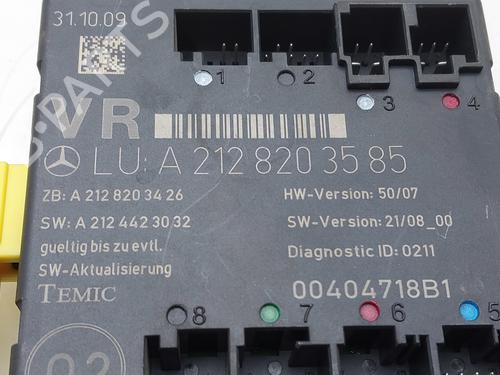 31.10.09
1 2
3 4
VR
LU: A 212 820 35 85
ZB: A 212 820 34 26
HW-Version: 50/07
SW: A 212 442 30 32
SW-Version: 21/08_00
gueltig bis zu evtl.
Diagnostic ID: 0211
SW-Aktualisierung
TEMIC
00404718B1
8 7 6 5